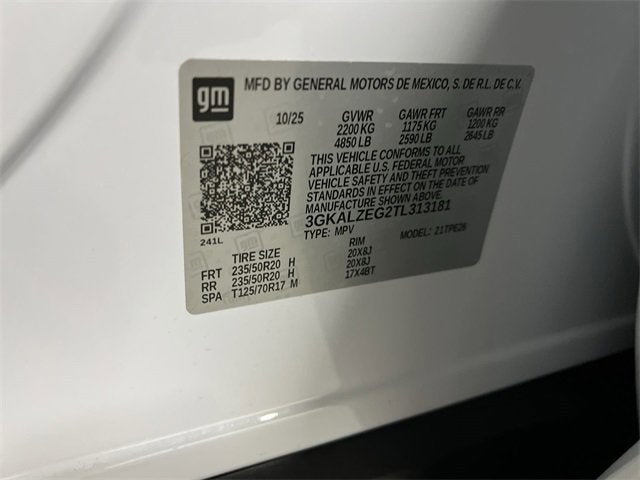 gm
MFD BY GENERAL MOTORS DE MEXICO, S. DE R.L. DE C.V.
10/25 GVWR GAWR FRT GAWR RR
2200 KG 1175 KG 1200 KG
4850 LB 2590 LB 2645 LB
THIS VEHICLE CONFORMS TO ALL
APPLICABLE U.S. FEDERAL MOTOR
VEHICLE SAFETY AND THEFT PREVENTION
STANDARDS IN EFFECT ON THE DATE OF
MANUFACTURE SHOWN ABOVE.
3GKALZEG2TL313181
TYPE: MPV MODEL: 21TPE26
241L
TIRE SIZE RIM
FRT 235/50R20 H 20X8J
RR 235/50R20 H 20X8J
SPA T125/70R17 M 17X4BT